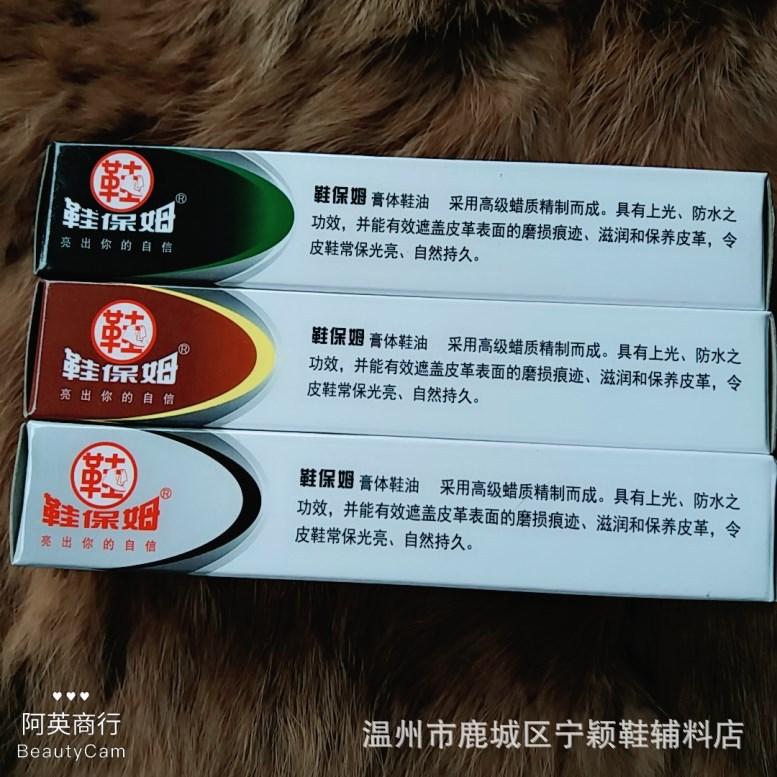 鞋
鞋保姆®
亮出你的自信
鞋保姆 膏体鞋油 采用高级蜡质精制而成。具有上光、防水之
功效，并能有效遮盖皮革表面的磨损痕迹、滋润和保养皮革，令
皮鞋常保光亮、自然持久。
鞋
鞋保姆®
亮出你的自信
鞋保姆 膏体鞋油 采用高级蜡质精制而成。具有上光、防水之
功效，并能有效遮盖皮革表面的磨损痕迹、滋润和保养皮革，令
皮鞋常保光亮、自然持久。
鞋
鞋保姆®
亮出你的自信
鞋保姆 膏体鞋油 采用高级蜡质精制而成。具有上光、防水之
功效，并能有效遮盖皮革表面的磨损痕迹、滋润和保养皮革，令
皮鞋常保光亮、自然持久。
阿英商行
BeautyCam
温州市鹿城区宁颖鞋辅料店